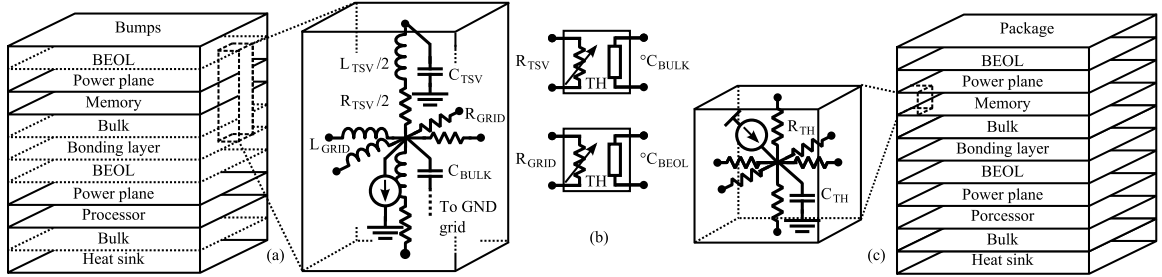 Bumps
BEOL
Power plane
Memory
Bulk
Bonding layer
BEOL
Power plane
Processor
Bulk
Heat sink
(a)
L_TSV/2
C_TSV
R_TSV/2
R_GRID
L_GRID
C_BULK
To GND
grid
R_TSV
TH
°C_BULK
R_GRID
TH
°C_BEOL
(b)
R_TH
C_TH
(c)
Package
BEOL
Power plane
Memory
Bulk
Bonding layer
BEOL
Power plane
Porcessor
Bulk
Heat sink